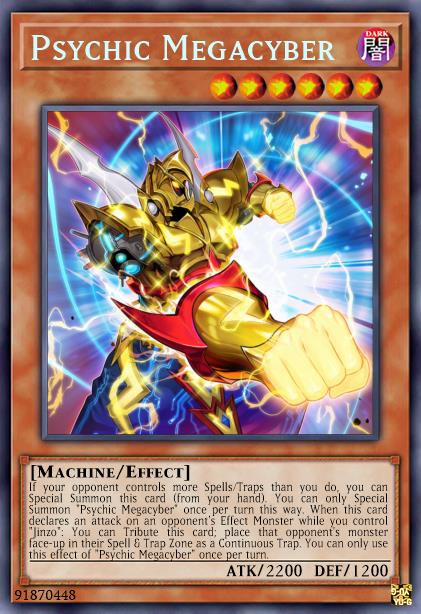 PSYCHIC MEGACYBER
DARK
闇
[MACHINE/EFFECT]
If your opponent controls more Spells/Traps than you do, you can
Special Summon this card (from your hand). You can only Special
Summon "Psychic Megacyber" once per turn this way. When this card
declares an attack on an opponent's Effect Monster while you control
"Jinzo": You can Tribute this card; place that opponent's monster
face-up in their Spell & Trap Zone as a Continuous Trap. You can only use
this effect of "Psychic Megacyber" once per turn.
ATK/2200 DEF/1200
91870448